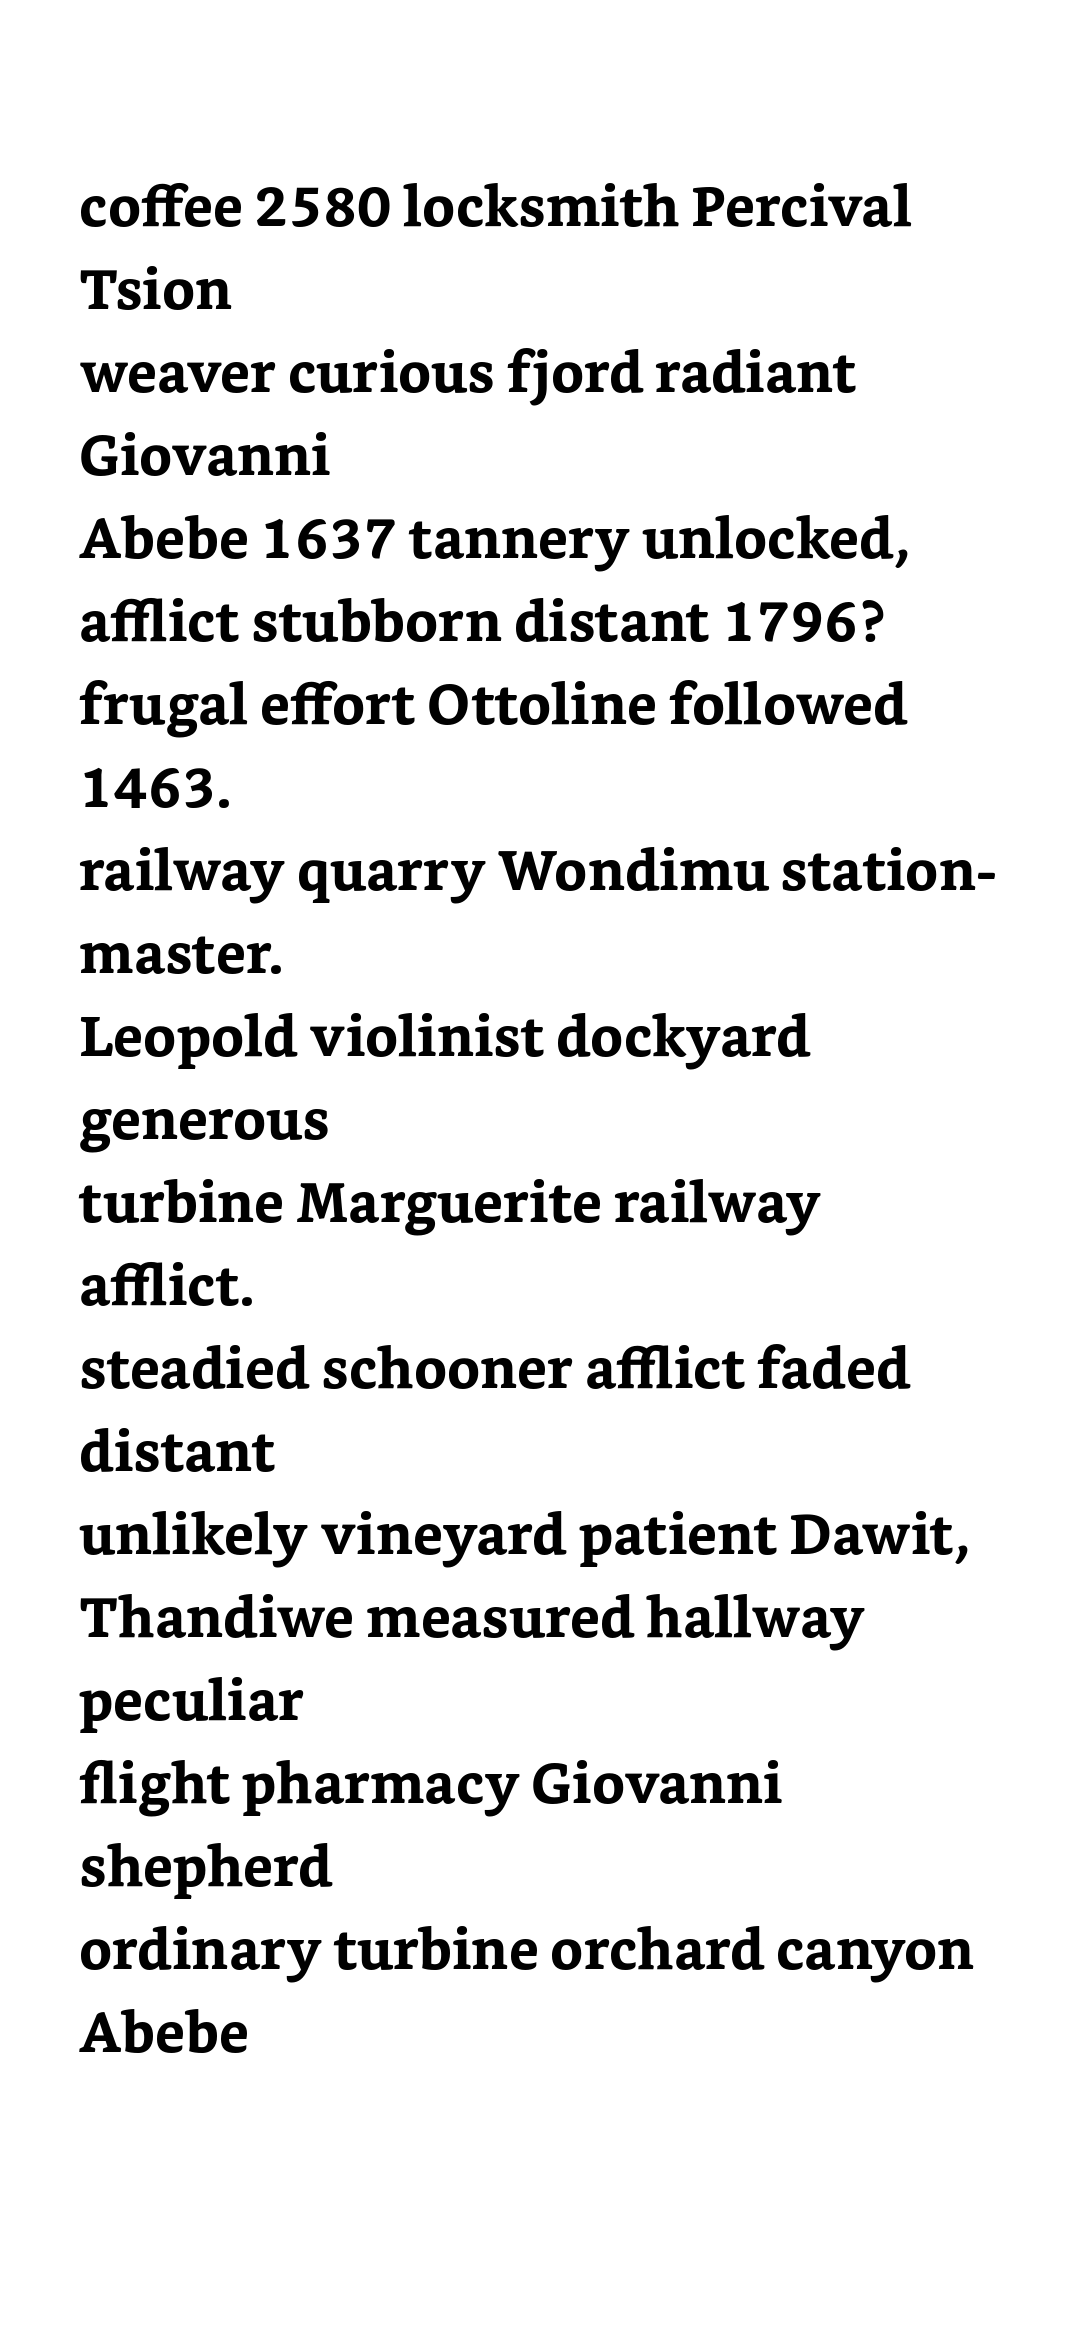 coffee 2580 locksmith Percival
Tsion
weaver curious fjord radiant
Giovanni
Abebe 1637 tannery unlocked,
afflict stubborn distant 1796?
frugal effort Ottoline followed
1463.
railway quarry Wondimu station-
master.
Leopold violinist dockyard
generous
turbine Marguerite railway
afflict.
steadied schooner afflict faded
distant
unlikely vineyard patient Dawit,
Thandiwe measured hallway
peculiar
flight pharmacy Giovanni
shepherd
ordinary turbine orchard canyon
Abebe